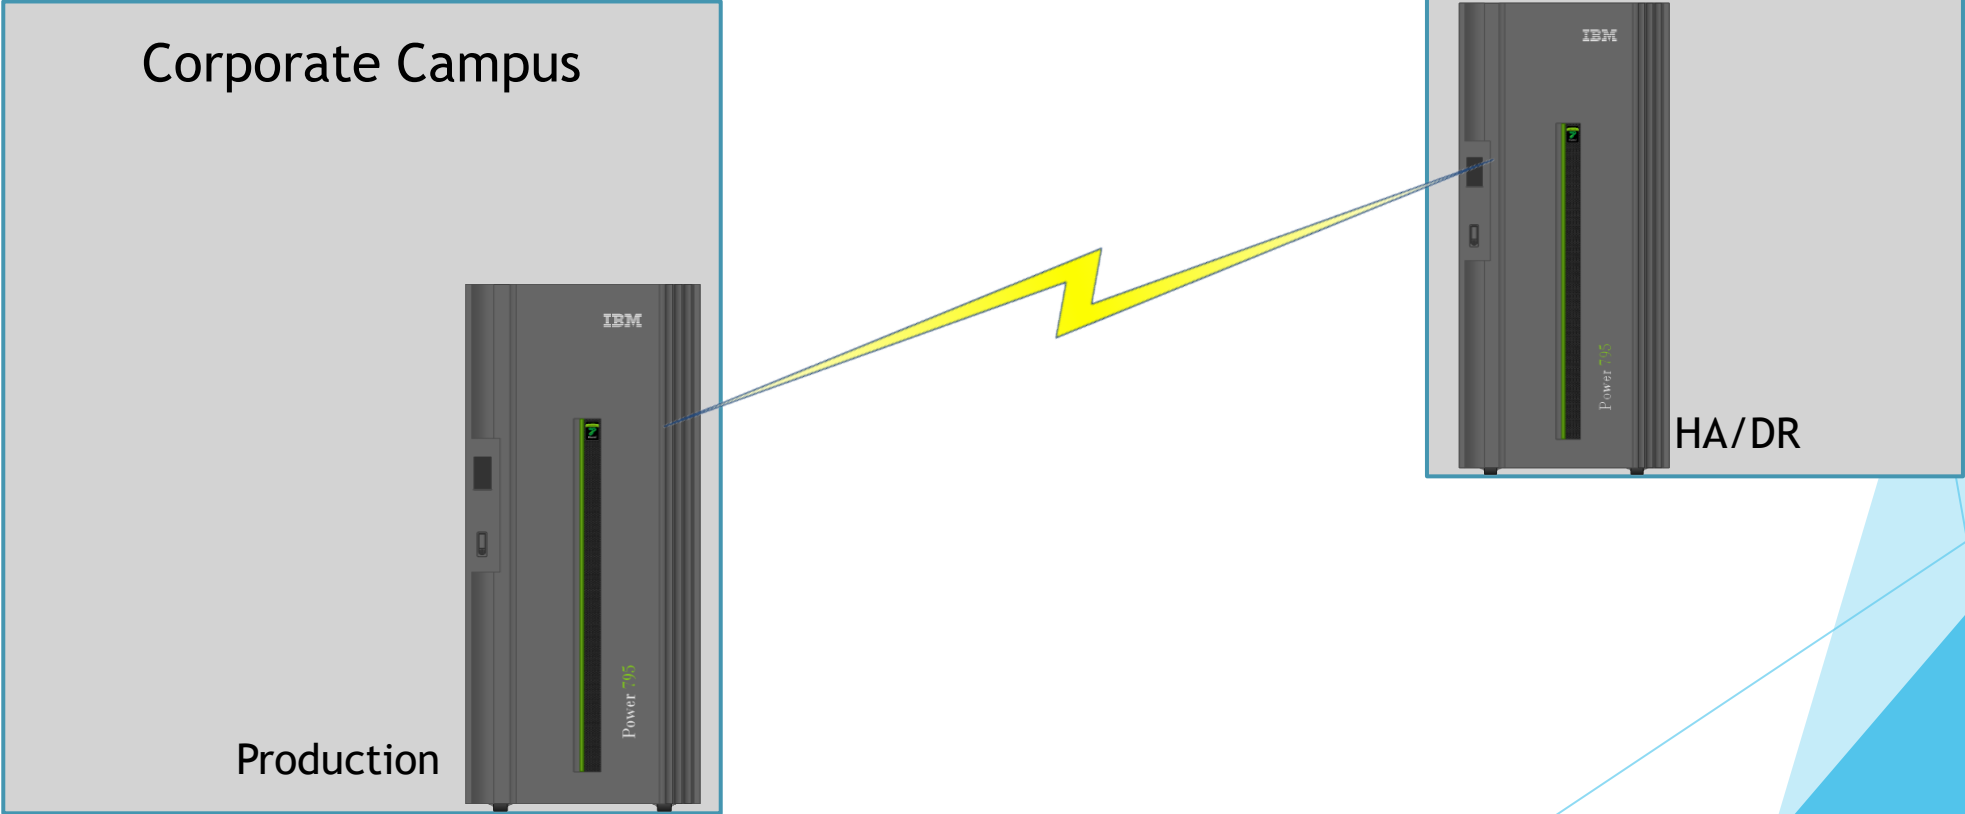 Corporate Campus
IBM
Power 795
Production
IBM
Power 795
HA/DR